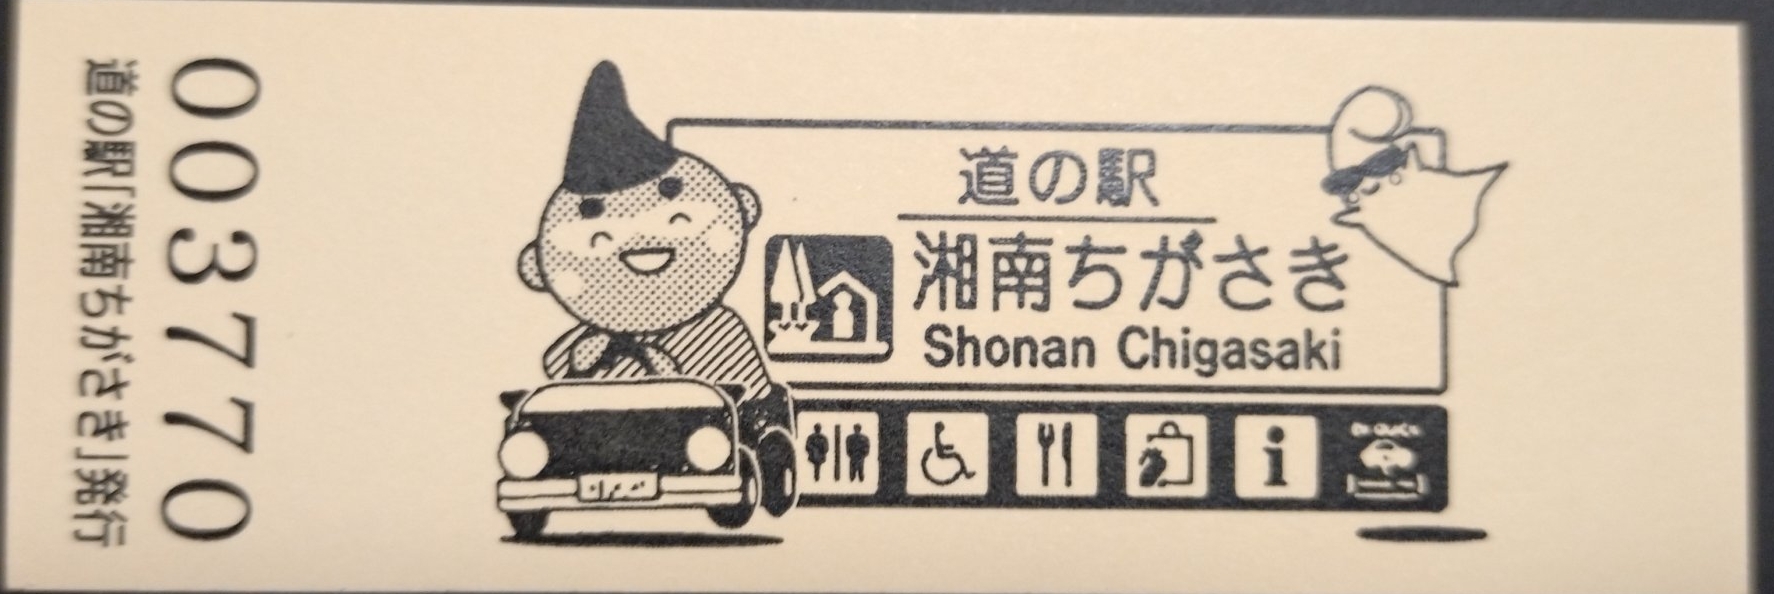 道の駅
湘南ちがさき
Shonan Chigasaki
003770
道の駅「湘南ちがさき」発行